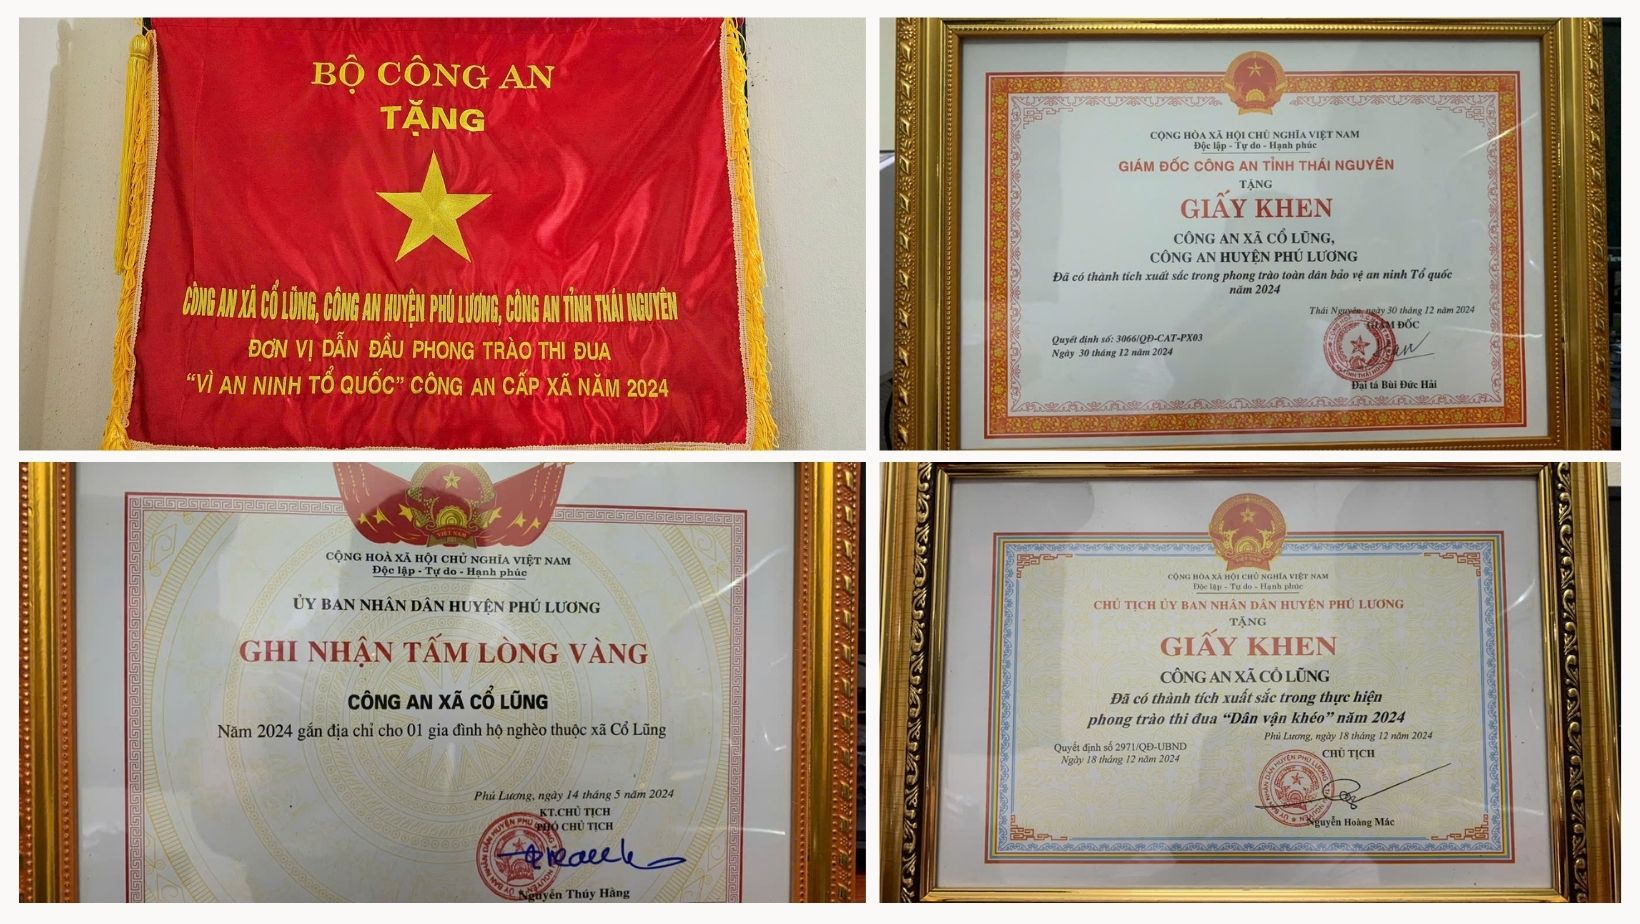 BỘ CÔNG AN
TẶNG
CÔNG AN XÃ CỔ LŨNG, CÔNG AN HUYỆN PHÚ LƯƠNG, CÔNG AN TỈNH THÁI NGUYÊN
ĐƠN VỊ DẪN ĐẦU PHONG TRÀO THI ĐUA
“VÌ AN NINH TỔ QUỐC” CÔNG AN CẤP XÃ NĂM 2024
CỘNG HÒA XÃ HỘI CHỦ NGHĨA VIỆT NAM
Độc lập - Tự do - Hạnh phúc
GIÁM ĐỐC CÔNG AN TỈNH THÁI NGUYÊN
TẶNG
GIẤY KHEN
CÔNG AN XÃ CỔ LŨNG,
CÔNG AN HUYỆN PHÚ LƯƠNG
Đã có thành tích xuất sắc trong phong trào toàn dân bảo vệ an ninh Tổ quốc
năm 2024
Thái Nguyên, ngày 30 tháng 12 năm 2024
GIÁM ĐỐC
Quyết định số: 3066/QĐ-CAT-PX03
Ngày 30 tháng 12 năm 2024
Đại tá Bùi Đức Hải
VIỆT NAM
CỘNG HOÀ XÃ HỘI CHỦ NGHĨA VIỆT NAM
Độc lập - Tự do - Hạnh phúc
ỦY BAN NHÂN DÂN HUYỆN PHÚ LƯƠNG
GHI NHẬN TẤM LÒNG VÀNG
CÔNG AN XÃ CỔ LŨNG
Năm 2024 gắn địa chỉ cho 01 gia đình hộ nghèo thuộc xã Cổ Lũng
Phú Lương, ngày 14 tháng 5 năm 2024
KT.CHỦ TỊCH
PHÓ CHỦ TỊCH
Nguyễn Thúy Hằng
CỘNG HÒA XÃ HỘI CHỦ NGHĨA VIỆT NAM
Độc lập - Tự do - Hạnh phúc
CHỦ TỊCH ỦY BAN NHÂN DÂN HUYỆN PHÚ LƯƠNG
TẶNG
GIẤY KHEN
CÔNG AN XÃ CỔ LŨNG
Đã có thành tích xuất sắc trong thực hiện
phong trào thi đua “Dân vận khéo” năm 2024
Phú Lương, ngày 18 tháng 12 năm 2024
Quyết định số 2971/QĐ-UBND
Ngày 18 tháng 12 năm 2024
CHỦ TỊCH
Nguyễn Hoàng Mác